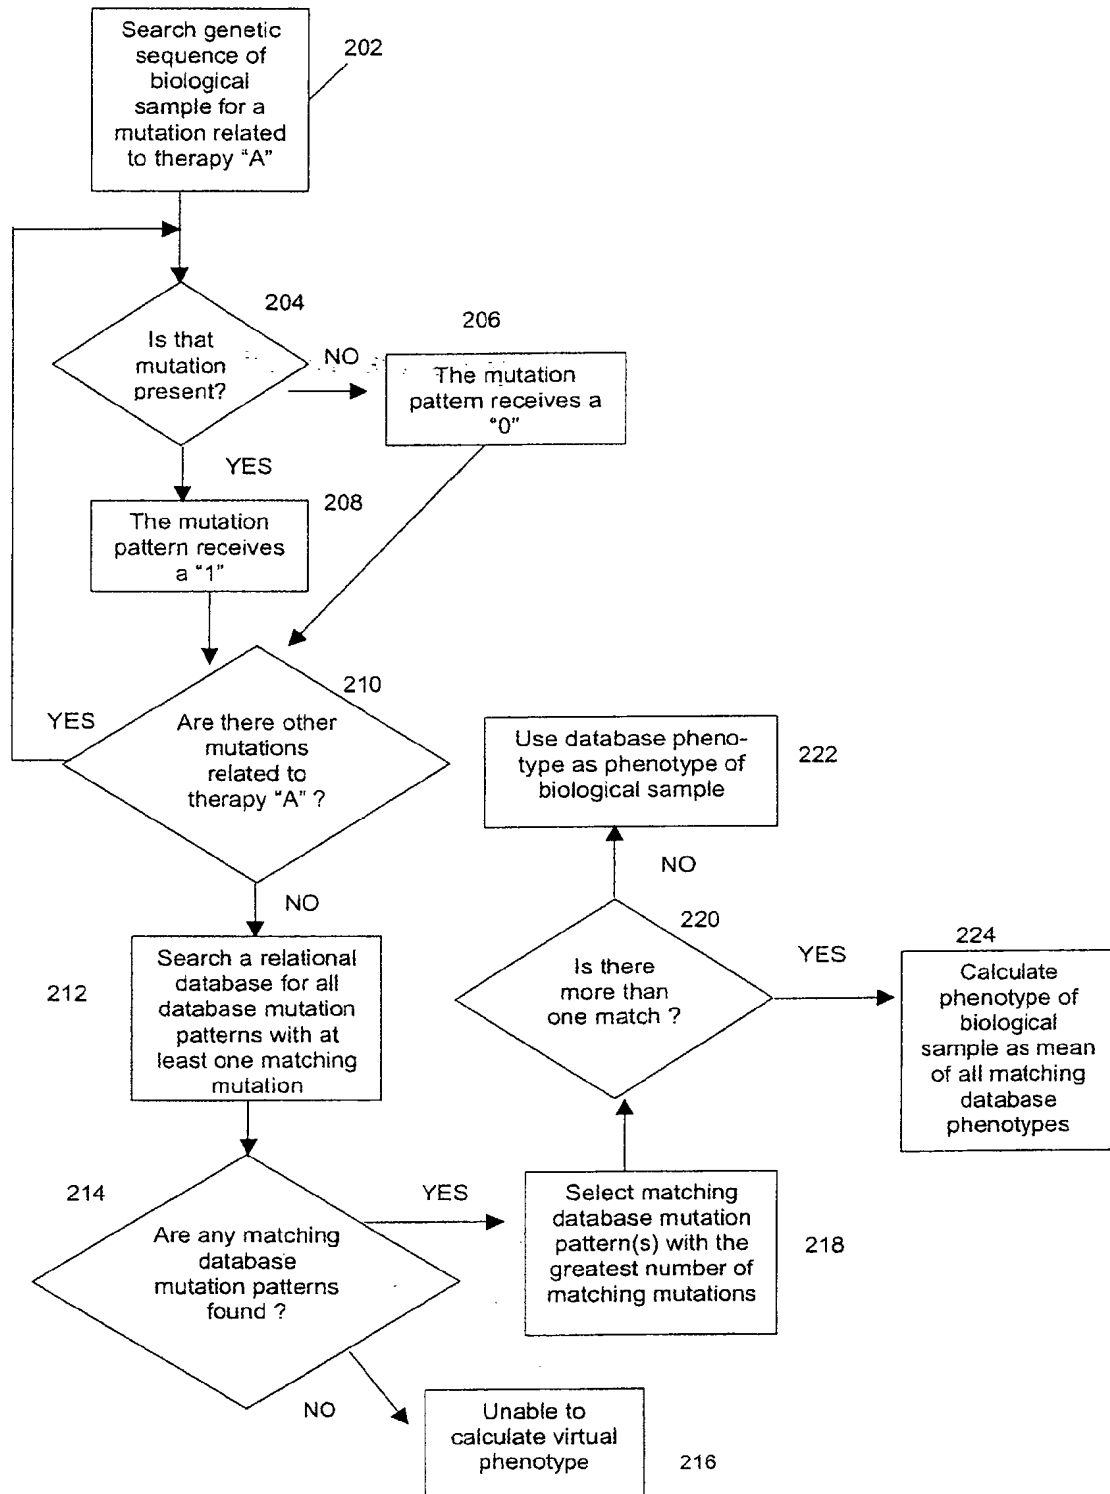 Search genetic
sequence of
biological
sample for a
mutation related
to therapy "A"
202
204
Is that
mutation
present?
NO
206
The mutation
pattern receives a
"0"
YES
208
The mutation
pattern receives
a "1"
210
YES
Are there other
mutations
related to
therapy "A" ?
NO
Use database pheno-
type as phenotype of
biological sample
222
NO
220
Is there
more than
one match ?
YES
224
Calculate
phenotype of
biological
sample as mean
of all matching
database
phenotypes
212
Search a relational
database for all
database mutation
patterns with at
least one matching
mutation
214
Are any matching
database
mutation patterns
found ?
YES
Select matching
database mutation
pattern(s) with the
greatest number of
matching mutations
218
NO
Unable to
calculate virtual
phenotype
216